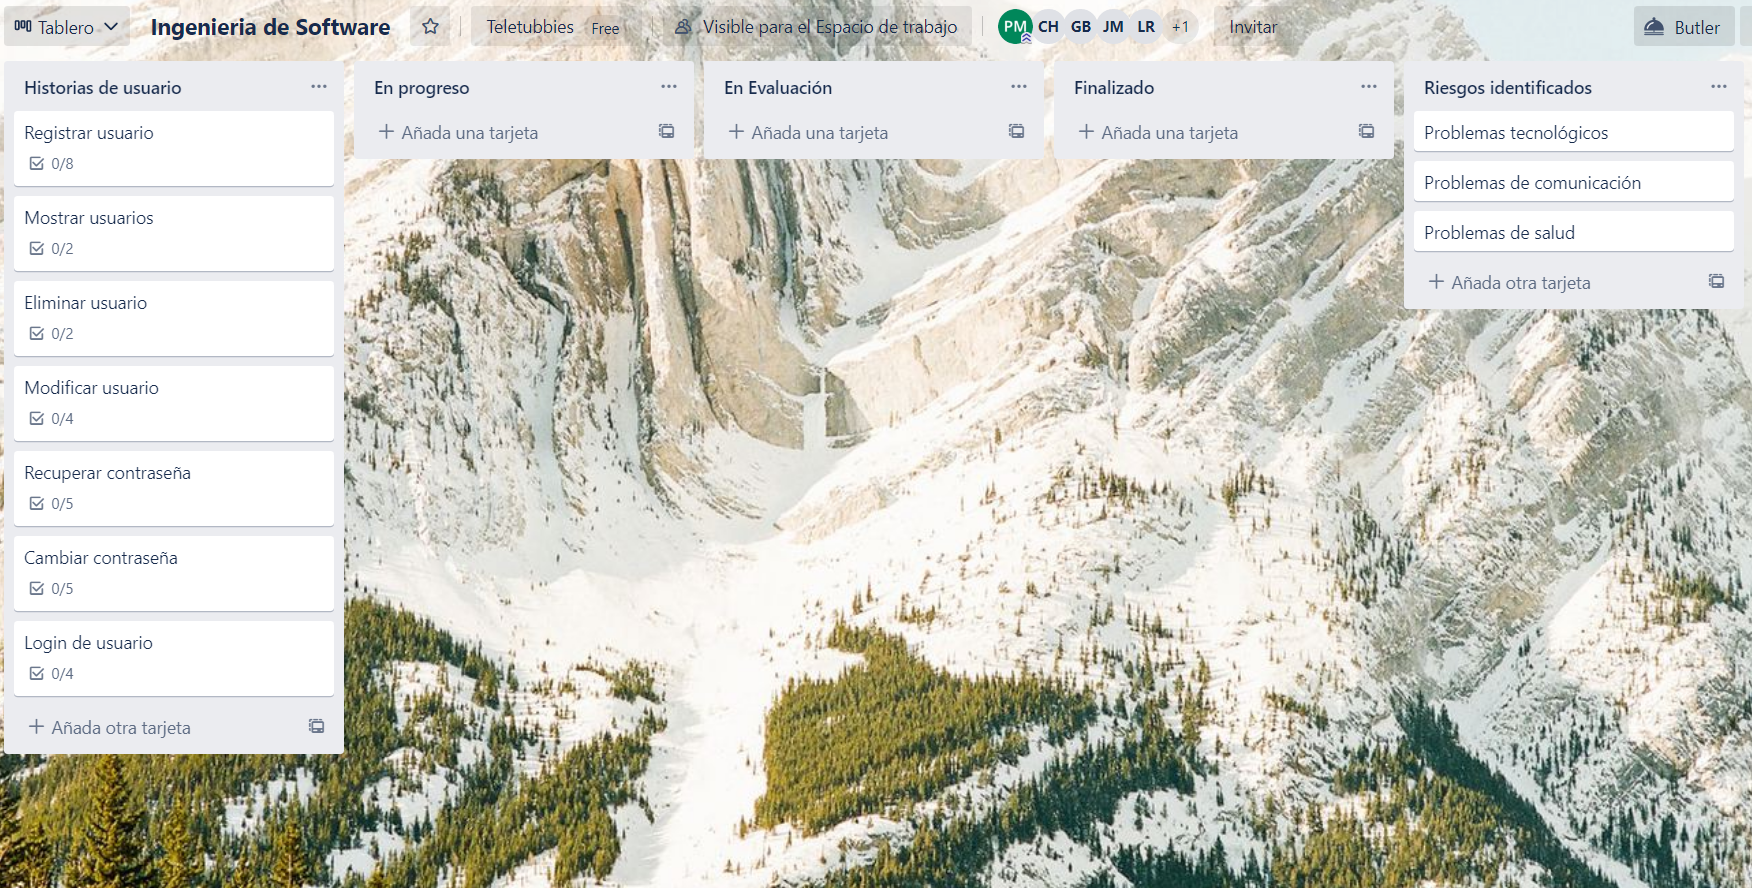 Tablero
Ingenieria de Software
Teletubbies Free
Visible para el Espacio de trabajo
PM CH GB JM LR +1
Invitar
Butler
Historias de usuario
Registrar usuario
0/8
Mostrar usuarios
0/2
Eliminar usuario
0/2
Modificar usuario
0/4
Recuperar contraseña
0/5
Cambiar contraseña
0/5
Login de usuario
0/4
+ Añada otra tarjeta
En progreso
+ Añada una tarjeta
En Evaluación
+ Añada una tarjeta
Finalizado
+ Añada una tarjeta
Riesgos identificados
Problemas tecnológicos
Problemas de comunicación
Problemas de salud
+ Añada otra tarjeta